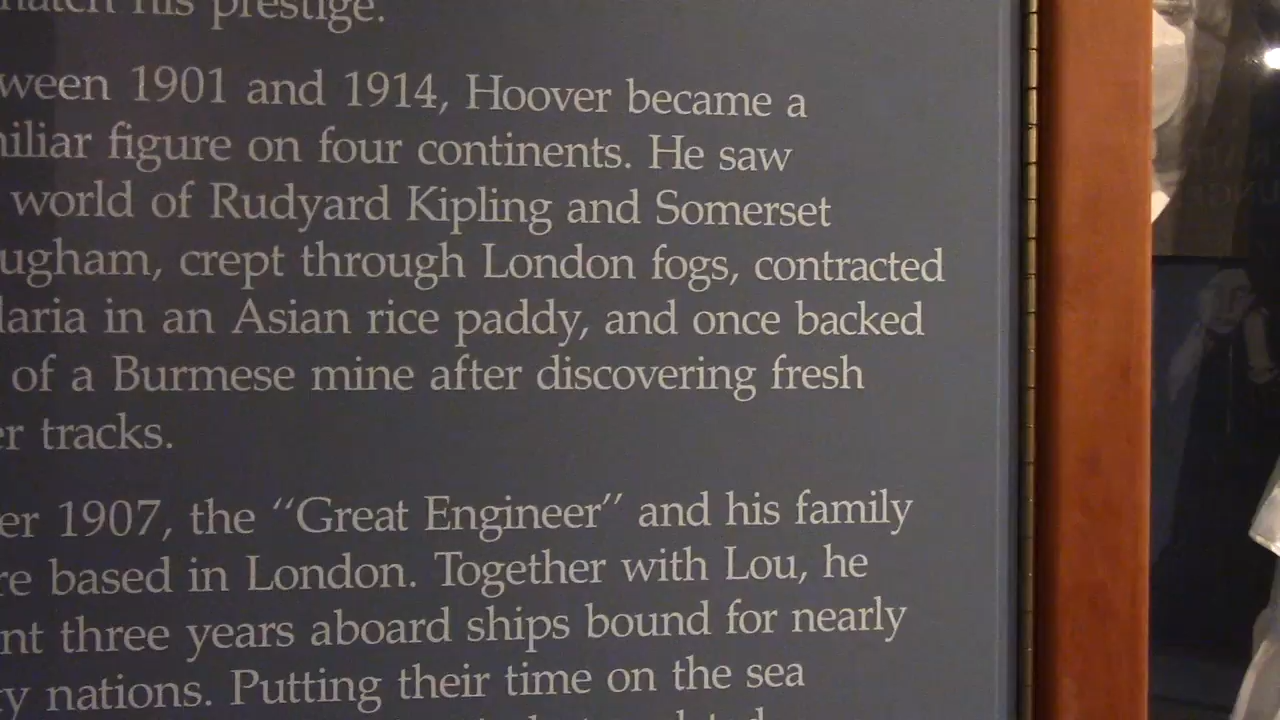 his prestige.
1901 and 1914, Hoover became a
figure on four continents. He saw
world of Rudyard Kipling and Somerset
ugham, crept through London fogs, contracted
laria in an Asian rice paddy, and once backed
of a Burmese mine after discovering fresh
er tracks.
er 1907, the “Great Engineer” and his family
re based in London. Together with Lou, he
nt three years aboard ships bound for nearly
ty nations. Putting their time on the sea